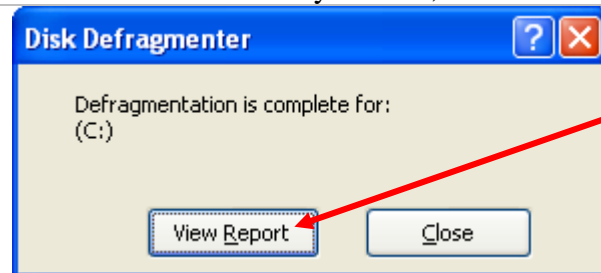 Disk Defragmenter
Defragmentation is complete for:
(C:)
View Report
Close